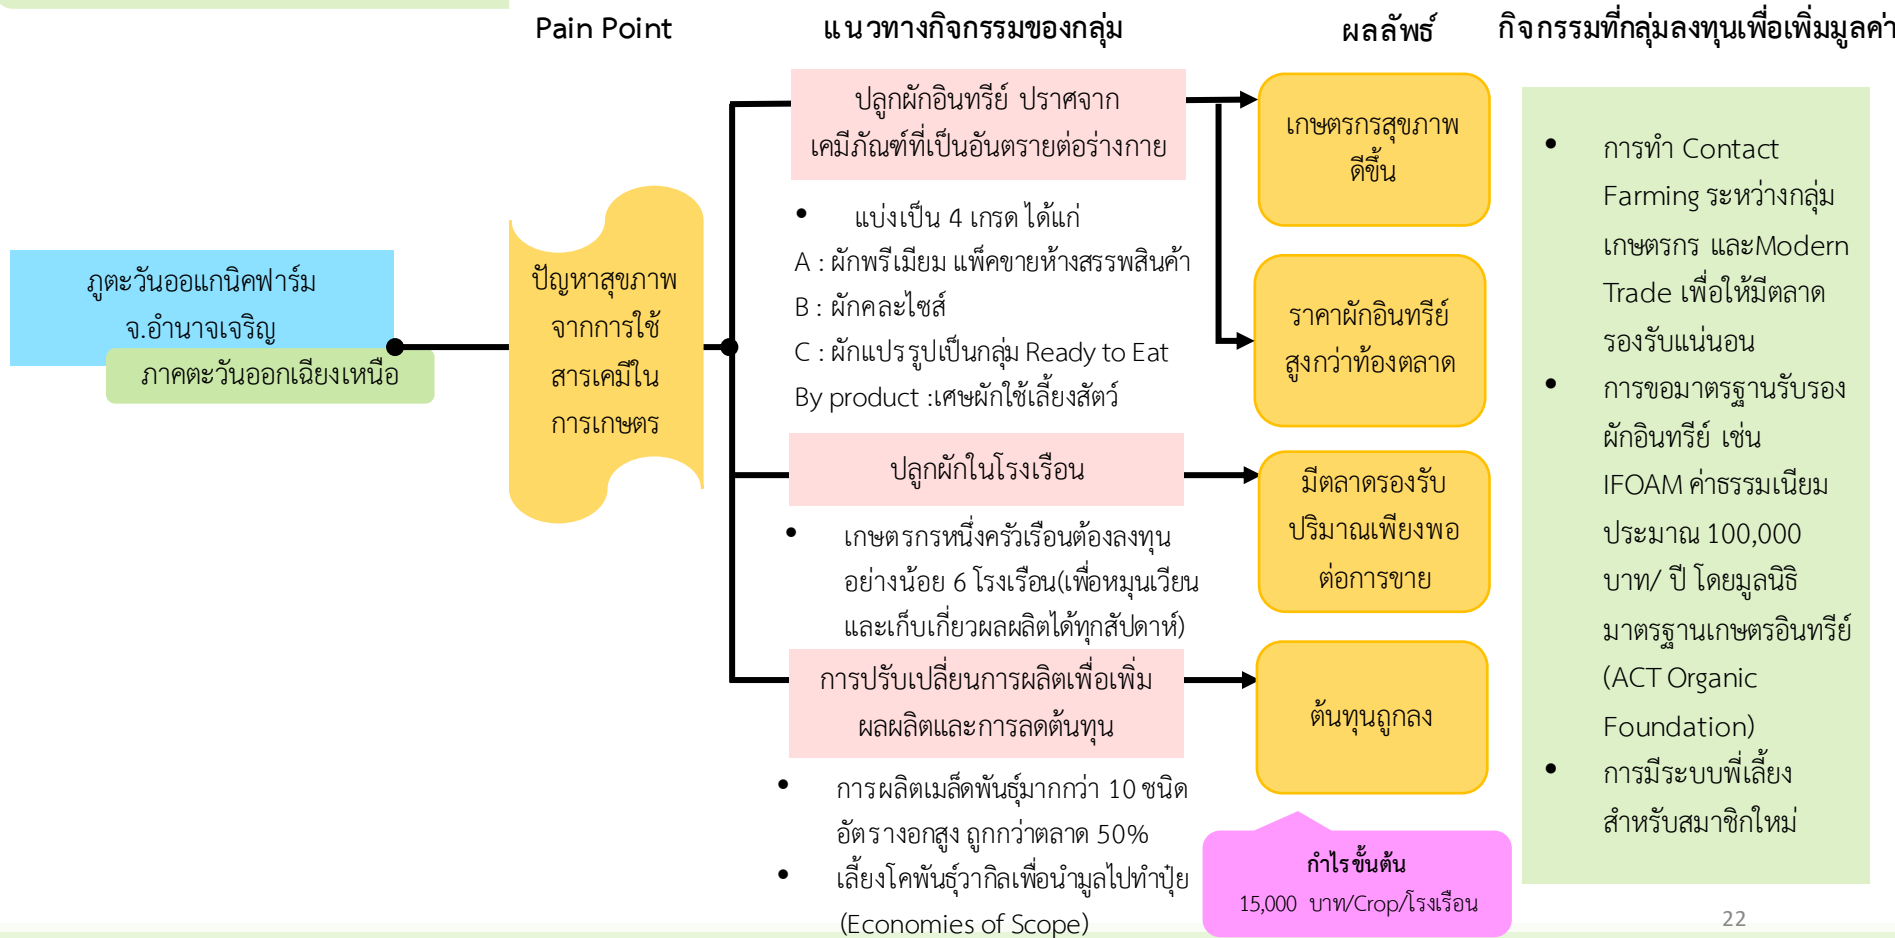 Pain Point
แนวทางกิจกรรมของกลุ่ม
ผลลัพธ์
กิจกรรมที่กลุ่มลงทุนเพื่อเพิ่มมูลค่า
ภูตะวันออแกนิคฟาร์ม
จ.อำนาจเจริญ
ภาคตะวันออกเฉียงเหนือ
ปัญหาสุขภาพ
จากการใช้
สารเคมีใน
การเกษตร
ปลูกผักอินทรีย์ ปราศจาก
เคมีภัณฑ์ที่เป็นอันตรายต่อร่างกาย
• แบ่งเป็น 4 เกรด ได้แก่
A : ผักพรีเมียม แพ็คขายห้างสรรพสินค้า
B : ผักคละไซส์
C : ผักแปรรูปเป็นกลุ่ม Ready to Eat
By product :เศษผักใช้เลี้ยงสัตว์
ปลูกผักในโรงเรือน
• เกษตรกรหนึ่งครัวเรือนต้องลงทุน
อย่างน้อย 6 โรงเรือน(เพื่อหมุนเวียน
และเก็บเกี่ยวผลผลิตได้ทุกสัปดาห์)
การปรับเปลี่ยนการผลิตเพื่อเพิ่ม
ผลผลิตและการลดต้นทุน
• การผลิตเมล็ดพันธุ์มากกว่า 10 ชนิด
อัตรางอกสูง ถูกกว่าตลาด 50%
• เลี้ยงโคพันธุ์วากิลเพื่อนำมูลไปทำปุ๋ย
(Economies of Scope)
เกษตรกรสุขภาพ
ดีขึ้น
ราคาผักอินทรีย์
สูงกว่าท้องตลาด
มีตลาดรองรับ
ปริมาณเพียงพอ
ต่อการขาย
ต้นทุนถูกลง
กำไรขั้นต้น
15,000 บาท/Crop/โรงเรือน
• การทำ Contact
Farming ระหว่างกลุ่ม
เกษตรกร และModern
Trade เพื่อให้มีตลาด
รองรับแน่นอน
• การขอมาตรฐานรับรอง
ผักอินทรีย์ เช่น
IFOAM ค่าธรรมเนียม
ประมาณ 100,000
บาท/ ปี โดยมูลนิธิ
มาตรฐานเกษตรอินทรีย์
(ACT Organic
Foundation)
• การมีระบบพี่เลี้ยง
สำหรับสมาชิกใหม่
22